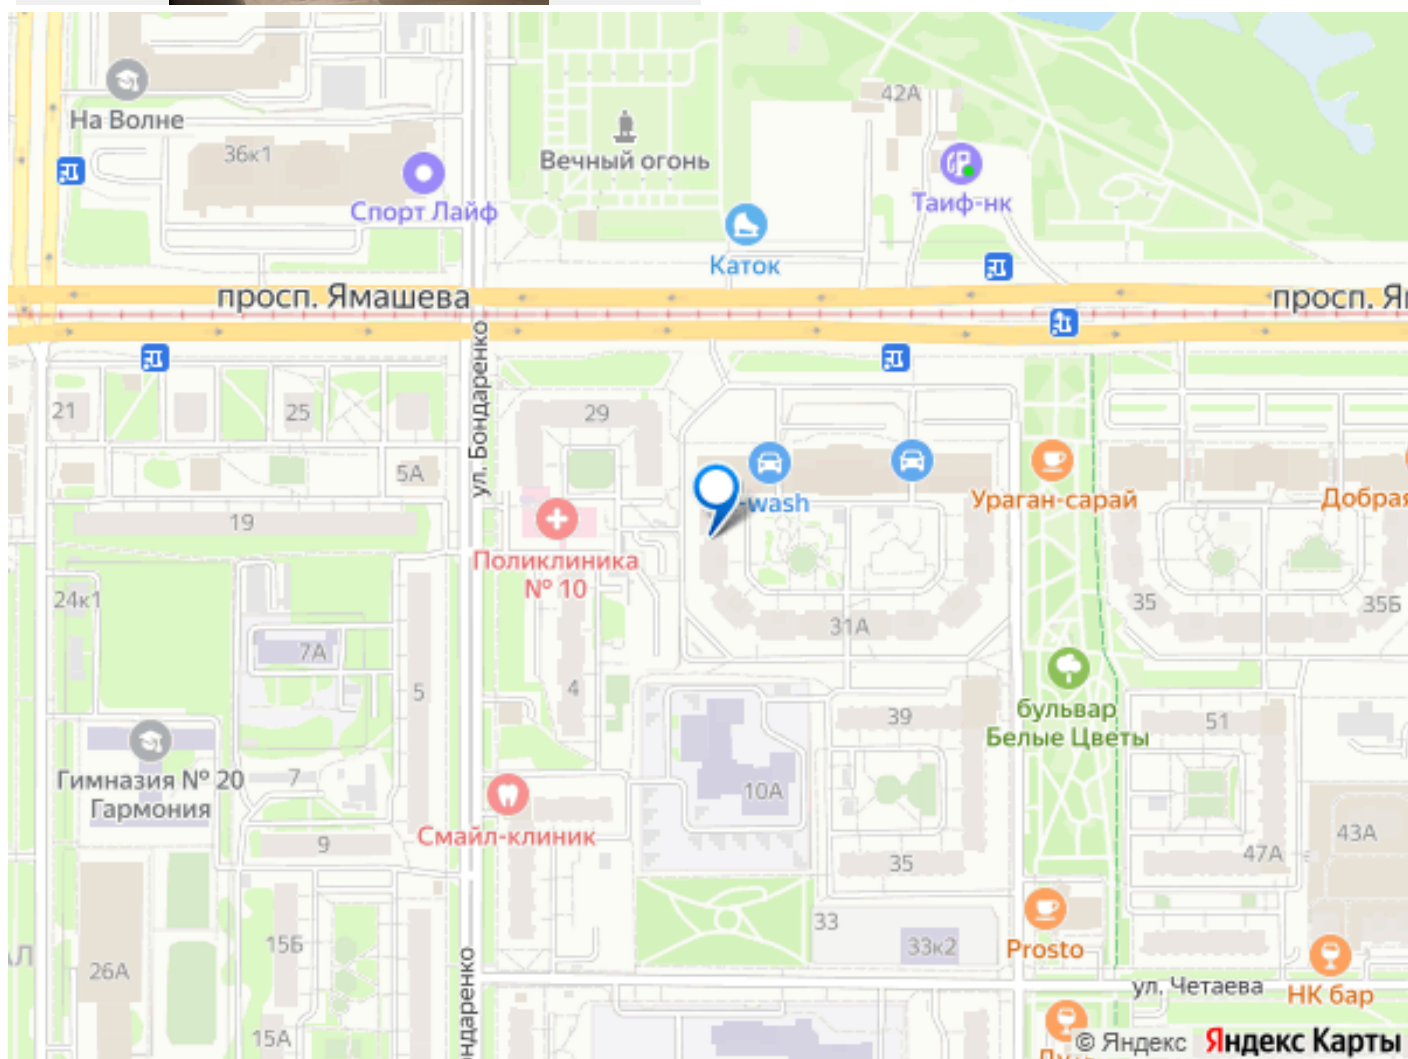 На Волне
36к1
Спорт Лайф
Вечный огонь
42А
Таиф-нк
Каток
просп. Ямашева
просп. Я
ул. Бондаренко
21
25
29
5А
19
-wash
Ураган-сарай
Добрая
Поликлиника
№ 10
24к1
7А
5
4
31А
35
35Б
39
бульвар
Белые Цветы
51
Гимназия № 20
Гармония
7
10А
Смайл-клиник
9
35
47А
43А
33
33к2
Prosto
15Б
26А
15А
ндаренко
ул. Четаева
НК бар
© Яндекс
Яндекс Карты